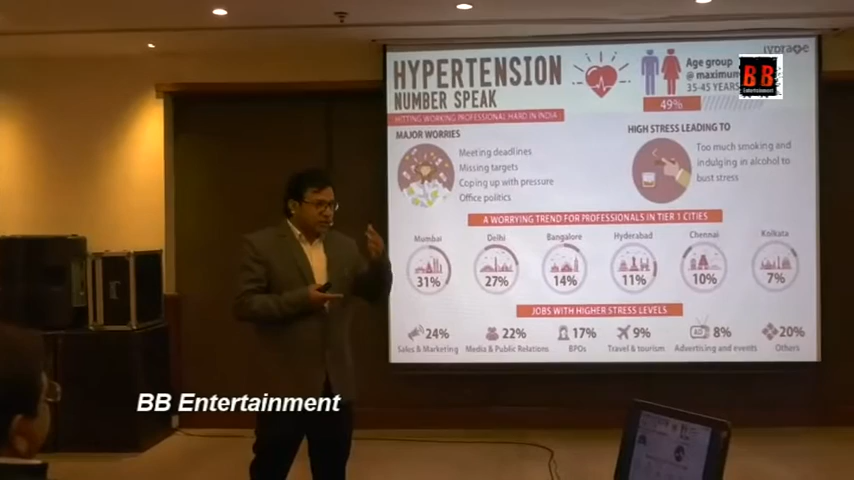 HYPERTENSION
NUMBER SPEAK
HITTING WORKING PROFESSIONAL HARD IN INDIA
Age group
@ maximum
35-45 YEARS
49%
BB
Entertainment
MAJOR WORRIES
Meeting deadlines
Missing targets
Coping up with pressure
Office politics
HIGH STRESS LEADING TO
Too much smoking and
indulging in alcohol to
bust stress
A WORRYING TREND FOR PROFESSIONALS IN TIER 1 CITIES
Mumbai Delhi Bangalore Hyderabad Chennai Kolkata
31% 27% 14% 11% 10% 7%
JOBS WITH HIGHER STRESS LEVELS
24% 22% 17% 9% AD 8% 20%
Sales & Marketing Media & Public Relations BPOs Travel & Tourism Advertising and events Others
BB Entertainment